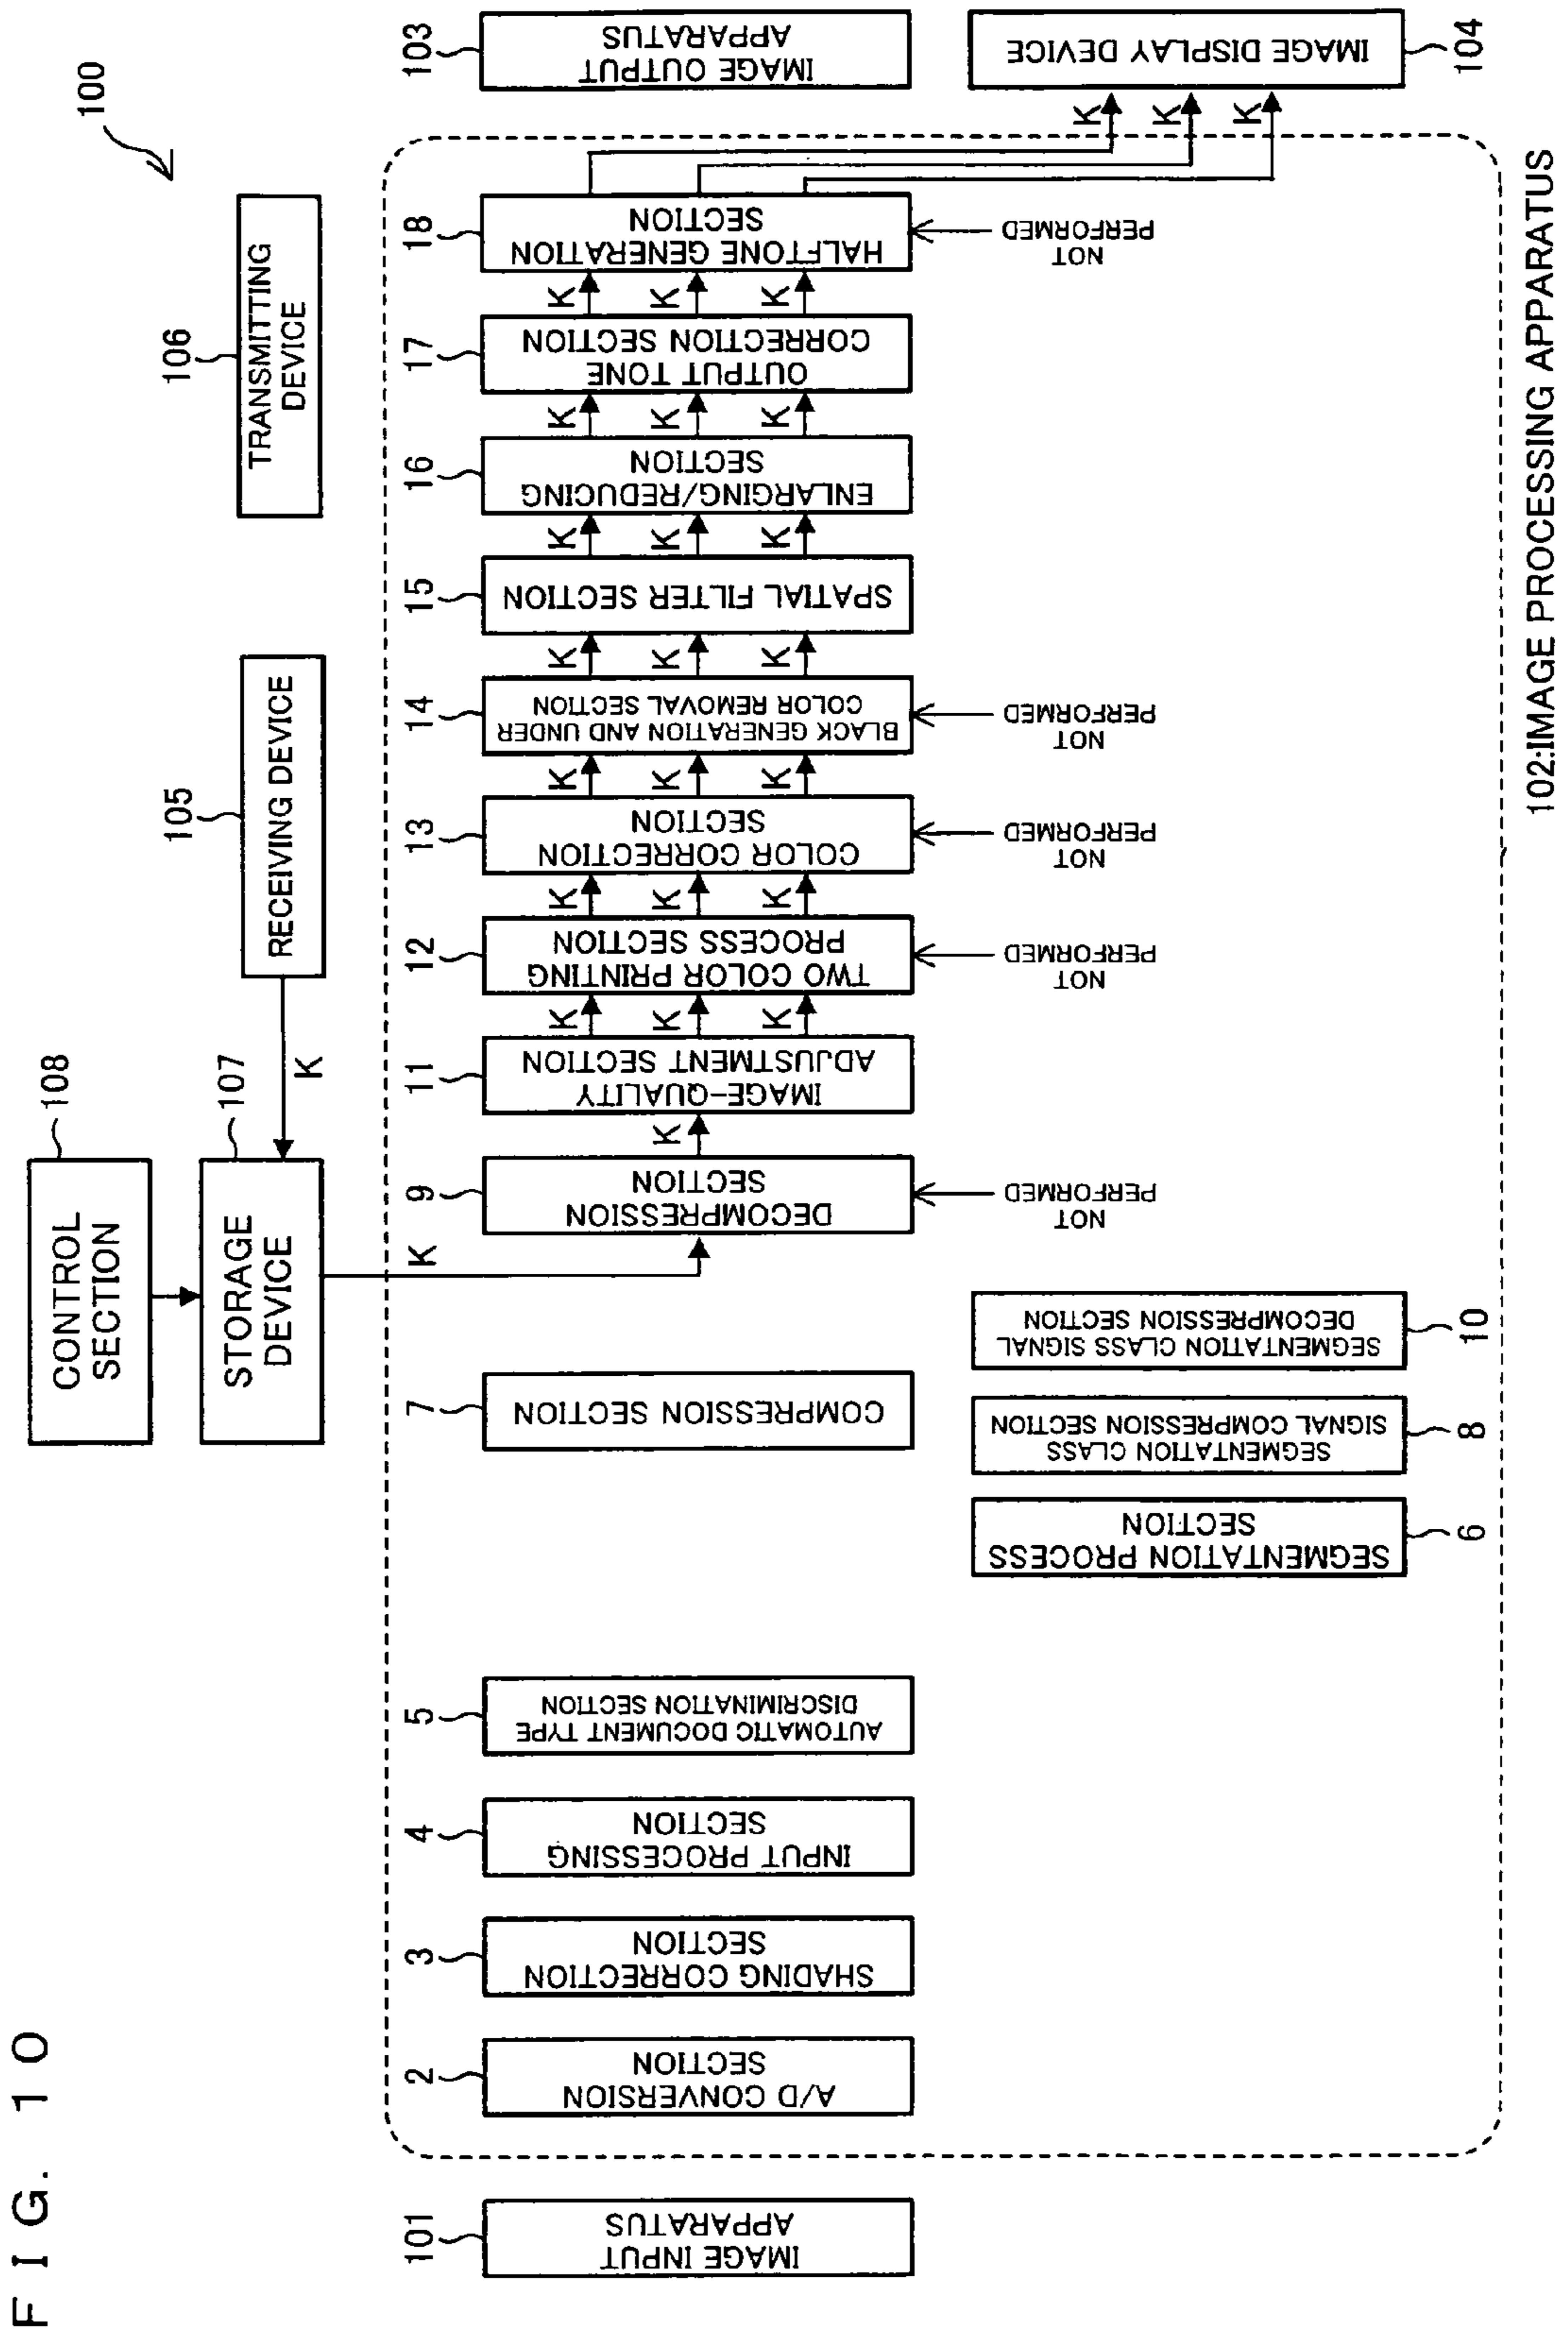 FIG. 10
100
108
CONTROL
SECTION
107
STORAGE
DEVICE
K
105
RECEIVING DEVICE
106
TRANSMITTING
DEVICE
K
101
IMAGE INPUT
APPARATUS
2
A/D CONVERSION
SECTION
3
SHADING CORRECTION
SECTION
4
INPUT PROCESSING
SECTION
5
AUTOMATIC DOCUMENT TYPE
DISCRIMINATION SECTION
7
COMPRESSION SECTION
9
DECOMPRESSION
SECTION
NOT
PERFORMED
K
11
IMAGE-QUALITY
ADJUSTMENT SECTION
K
K
K
12
TWO COLOR PRINTING
PROCESS SECTION
NOT
PERFORMED
K
K
K
13
COLOR CORRECTION
SECTION
NOT
PERFORMED
K
K
K
14
BLACK GENERATION AND UNDER
COLOR REMOVAL SECTION
NOT
PERFORMED
K
K
K
15
SPATIAL FILTER SECTION
K
K
K
16
ENLARGING/REDUCING
SECTION
K
K
K
17
OUTPUT TONE
CORRECTION SECTION
K
K
K
18
HALFTONE GENERATION
SECTION
NOT
PERFORMED
K
K
K
103
IMAGE OUTPUT
APPARATUS
IMAGE DISPLAY DEVICE
104
SEGMENTATION PROCESS
SECTION
6
SEGMENTATION CLASS
SIGNAL COMPRESSION SECTION
8
SEGMENTATION CLASS SIGNAL
DECOMPRESSION SECTION
10
102:IMAGE PROCESSING APPARATUS